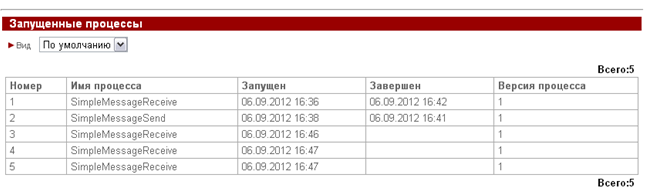 Запущенные процессы
Вид По умолчанию
Всего:5
Номер Имя процесса Запущен Завершен Версия процесса
1 SimpleMessageReceive 06.09.2012 16:36 06.09.2012 16:42 1
2 SimpleMessageSend 06.09.2012 16:38 06.09.2012 16:41 1
3 SimpleMessageReceive 06.09.2012 16:46 1
4 SimpleMessageReceive 06.09.2012 16:47 1
5 SimpleMessageReceive 06.09.2012 16:47 1
Всего:5